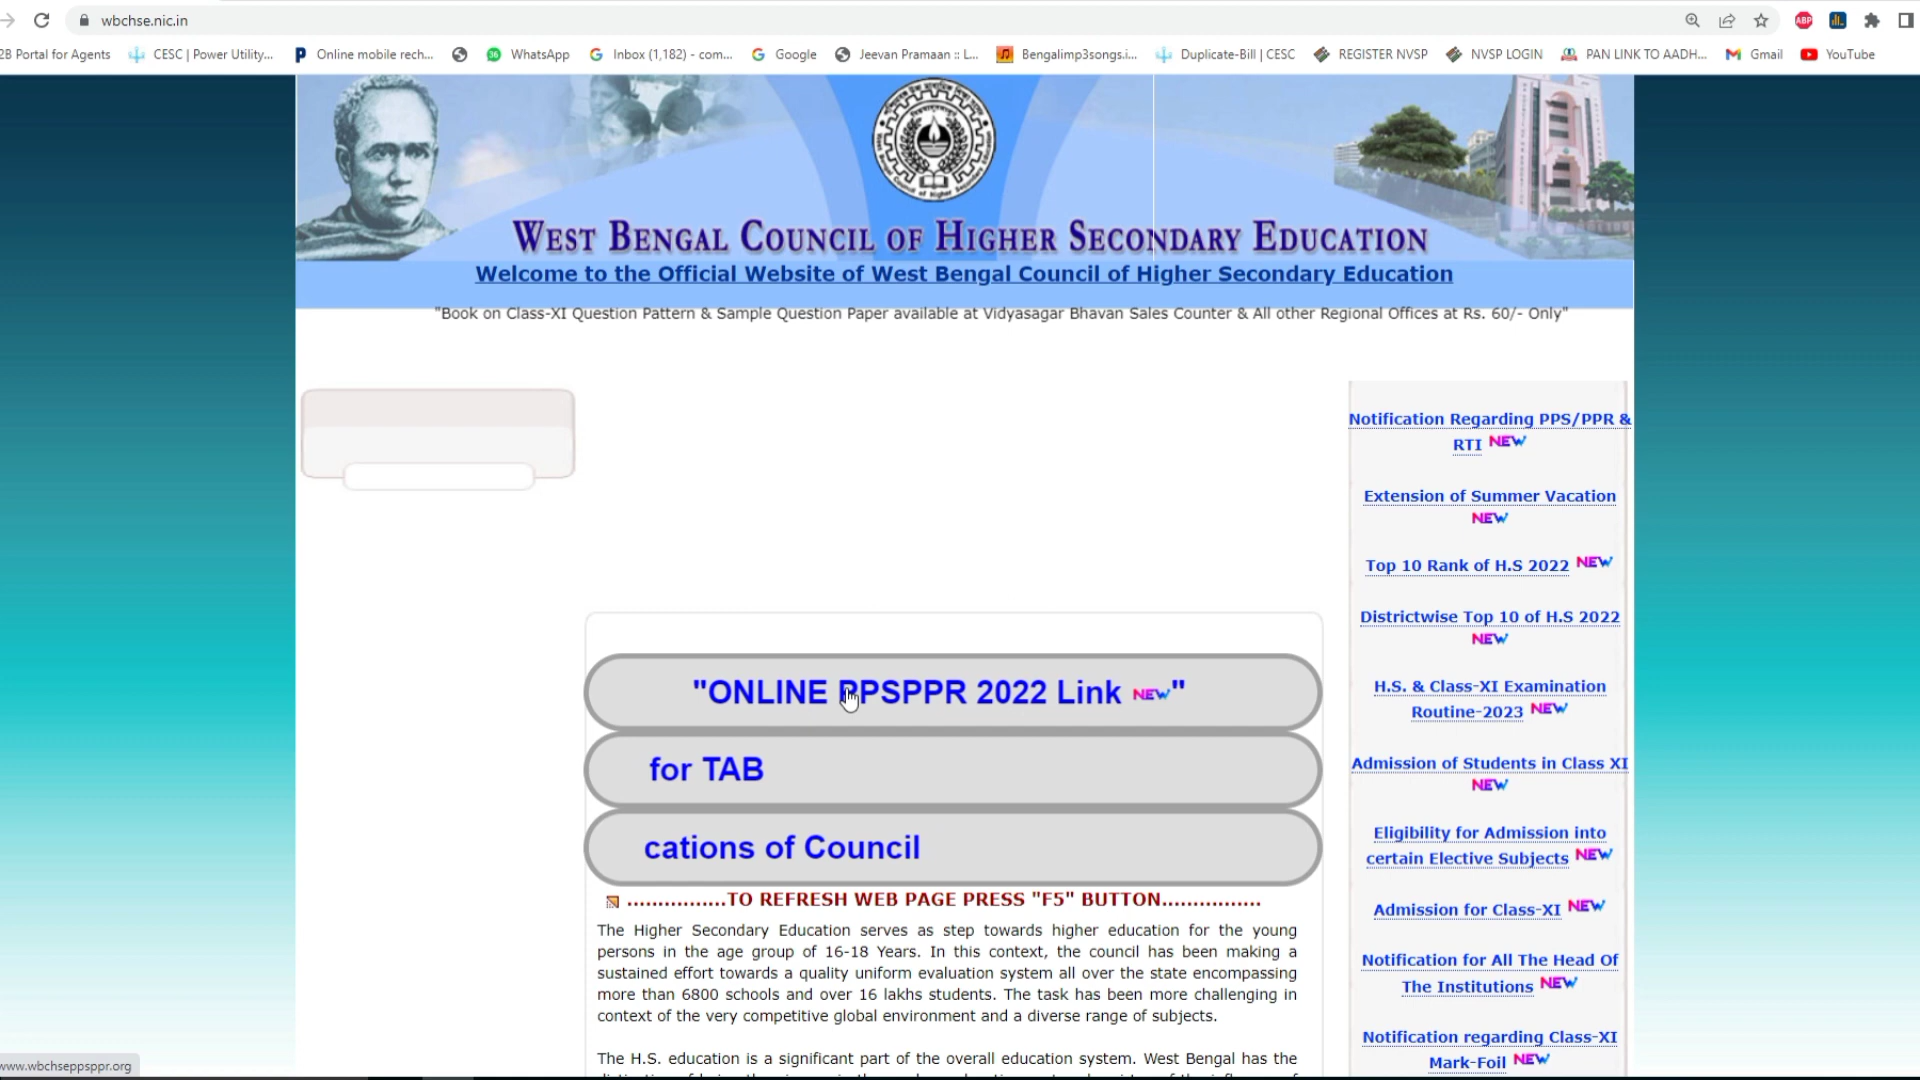 wbchse.nic.in
2B Portal for Agents
CESC | Power Utility...
Online mobile rech...
WhatsApp
Inbox (1,182) - com...
Google
Jeevan Pramaan :: L...
Bengalimp3songs.i...
Duplicate-Bill | CESC
REGISTER NVSP
NVSP LOGIN
PAN LINK TO AADH...
Gmail
YouTube
ABP
WEST BENGAL COUNCIL OF HIGHER SECONDARY EDUCATION
Welcome to the Official Website of West Bengal Council of Higher Secondary Education
"Book on Class-XI Question Pattern & Sample Question Paper available at Vidyasagar Bhavan Sales Counter & All other Regional Offices at Rs. 60/- Only"
"ONLINE PPSPPR 2022 Link NEW"
for TAB
cations of Council
................TO REFRESH WEB PAGE PRESS "F5" BUTTON................
The Higher Secondary Education serves as step towards higher education for the young
persons in the age group of 16-18 Years. In this context, the council has been making a
sustained effort towards a quality uniform evaluation system all over the state encompassing
more than 6800 schools and over 16 lakhs students. The task has been more challenging in
context of the very competitive global environment and a diverse range of subjects.
The H.S. education is a significant part of the overall education system. West Bengal has the
Notification Regarding PPS/PPR &
RTI NEW
Extension of Summer Vacation
NEW
Top 10 Rank of H.S 2022 NEW
Districtwise Top 10 of H.S 2022
NEW
H.S. & Class-XI Examination
Routine-2023 NEW
Admission of Students in Class XI
NEW
Eligibility for Admission into
certain Elective Subjects NEW
Admission for Class-XI NEW
Notification for All The Head Of
The Institutions NEW
Notification regarding Class-XI
Mark-Foil NEW
www.wbchseppsppr.org